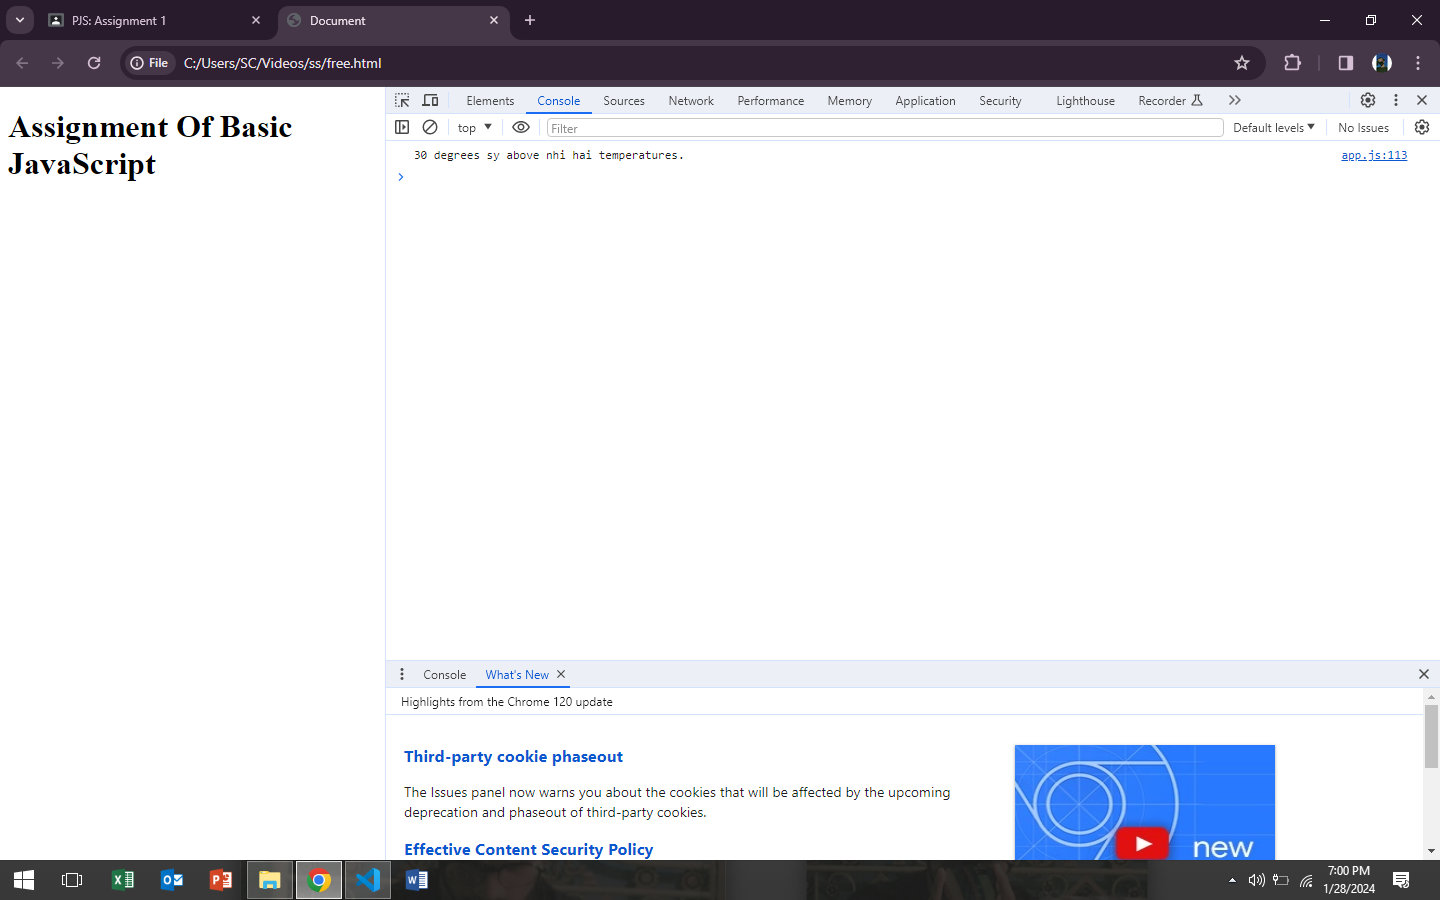 PJS: Assignment 1
Document
File
C:/Users/SC/Videos/ss/free.html
Assignment Of Basic
JavaScript
Elements Console Sources Network Performance Memory Application Security Lighthouse Recorder
top Filter Default levels No Issues
30 degrees sy above nhi hai temperatures. app.js:113
Console What's New
Highlights from the Chrome 120 update
Third-party cookie phaseout
The Issues panel now warns you about the cookies that will be affected by the upcoming
deprecation and phaseout of third-party cookies.
Effective Content Security Policy
new
7:00 PM
1/28/2024